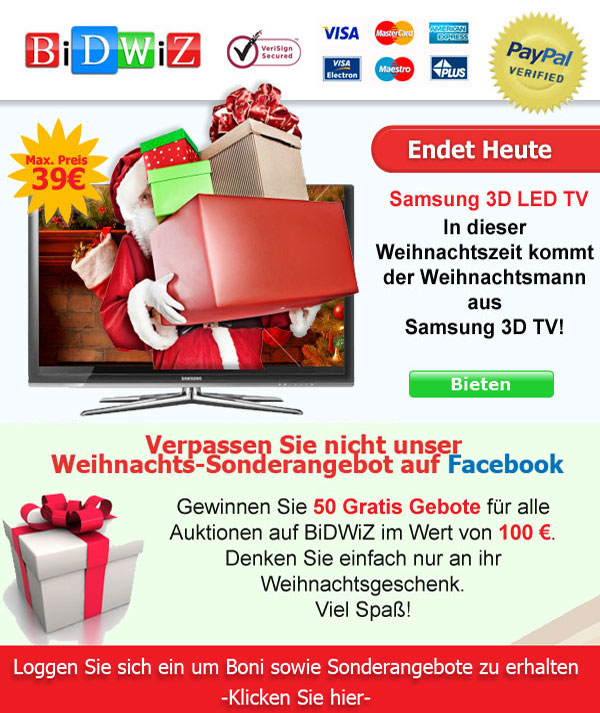 BiDWiZ
VeriSign
Secured
VISA
MasterCard
AMERICAN
EXPRESS
VISA
Electron
Maestro
PLUS
PayPal
VERIFIED
Max. Preis
39€
Endet Heute
Samsung 3D LED TV
In dieser
Weihnachtszeit kommt
der Weihnachtsmann
aus
Samsung 3D TV!
SAMSUNG
Bieten
Verpassen Sie nicht unser
Weihnachts-Sonderangebot auf Facebook
Gewinnen Sie 50 Gratis Gebote für alle
Auktionen auf BiDWiZ im Wert von 100 €.
Denken Sie einfach nur an ihr
Weihnachtsgeschenk.
Viel Spaß!
Loggen Sie sich ein um Boni sowie Sonderangebote zu erhalten
-Klicken Sie hier-